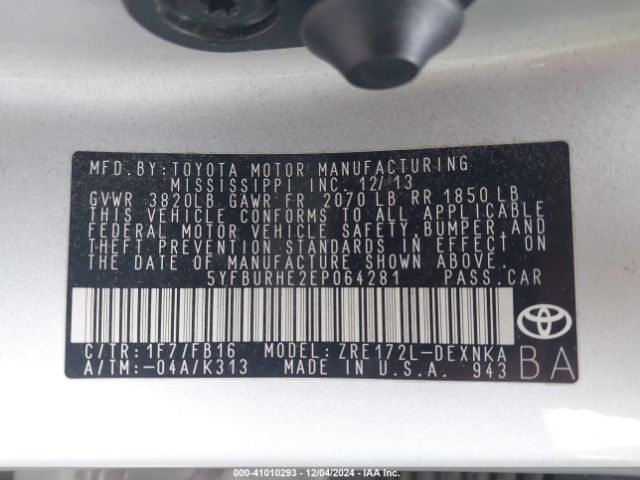 MFD. BY: TOYOTA MOTOR MANUFACTURING
MISSISSIPPI INC. 12/13
GVWR 3820LB GAWR FR 2070 LB RR 1850 LB
THIS VEHICLE CONFORMS TO ALL APPLICABLE
FEDERAL MOTOR VEHICLE SAFETY, BUMPER, AND
THEFT PREVENTION STANDARDS IN EFFECT ON
THE DATE OF MANUFACTURE SHOWN ABOVE.
5YFBURHE2EP064281 PASS. CAR
C/TR: 1F7/FB16 MODEL: ZRE172L-DEXNKA
A/TM: -04A/K313 MADE IN U.S.A. 943
BA
000-41010293 - 12/04/2024 - IAAI.COM